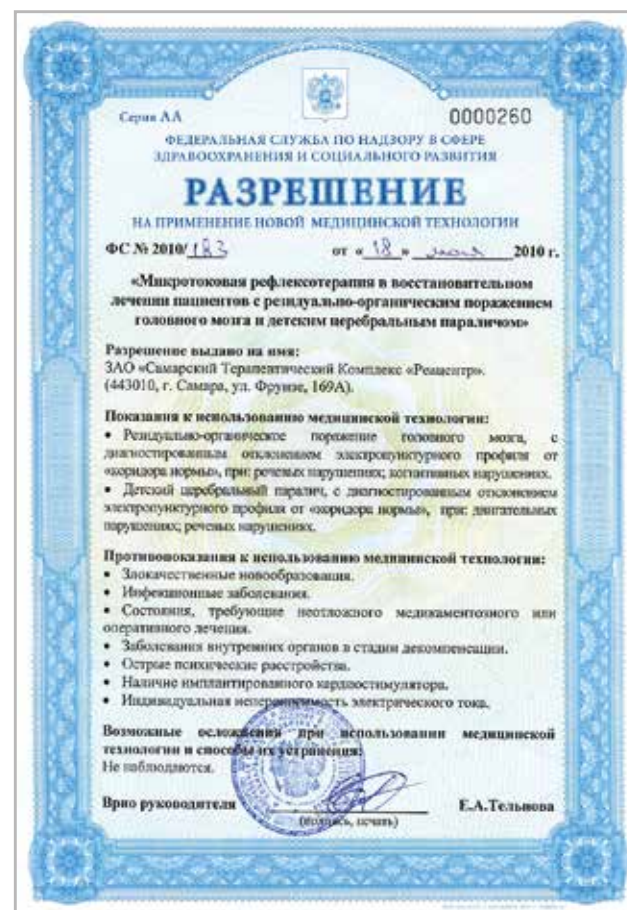 Серия АА 0000260
ФЕДЕРАЛЬНАЯ СЛУЖБА ПО НАДЗОРУ В СФЕРЕ
ЗДРАВООХРАНЕНИЯ И СОЦИАЛЬНОГО РАЗВИТИЯ
РАЗРЕШЕНИЕ
НА ПРИМЕНЕНИЕ НОВОЙ МЕДИЦИНСКОЙ ТЕХНОЛОГИИ
ФС № 2010/183 от «18» 2010 г.
«Микротоковая рефлексотерапия в восстановительном
лечении пациентов с резидуально-органическим поражением
головного мозга и детским церебральным параличом»
Разрешение выдано на имя:
ЗАО «Самарский Терапевтический Комплекс «Реацентр».
(443010, г. Самара, ул. Фрунзе, 169А).
Показания к использованию медицинской технологии:
• Резидуально-органическое поражение головного мозга, с
диагностированным отклонением электропунктурного профиля от
«коридора нормы», при: речевых нарушениях; когнитивных нарушениях.
• Детский церебральный паралич, с диагностированным отклонением
электропунктурного профиля от «коридора нормы», при: двигательных
нарушениях; речевых нарушениях.
Противопоказания к использованию медицинской технологии:
• Злокачественные новообразования.
• Инфекционные заболевания.
• Состояния, требующие неотложного медикаментозного или
оперативного лечения.
• Заболевания внутренних органов в стадии декомпенсации.
• Острые психические расстройства.
• Наличие имплантированного кардиостимулятора.
• Индивидуальная непереносимость электрического тока.
Возможные осложнения при использовании медицинской
технологии и способы их устранения:
Не наблюдаются.
Врио руководителя Е.А.Тельнова
(подпись, печать)